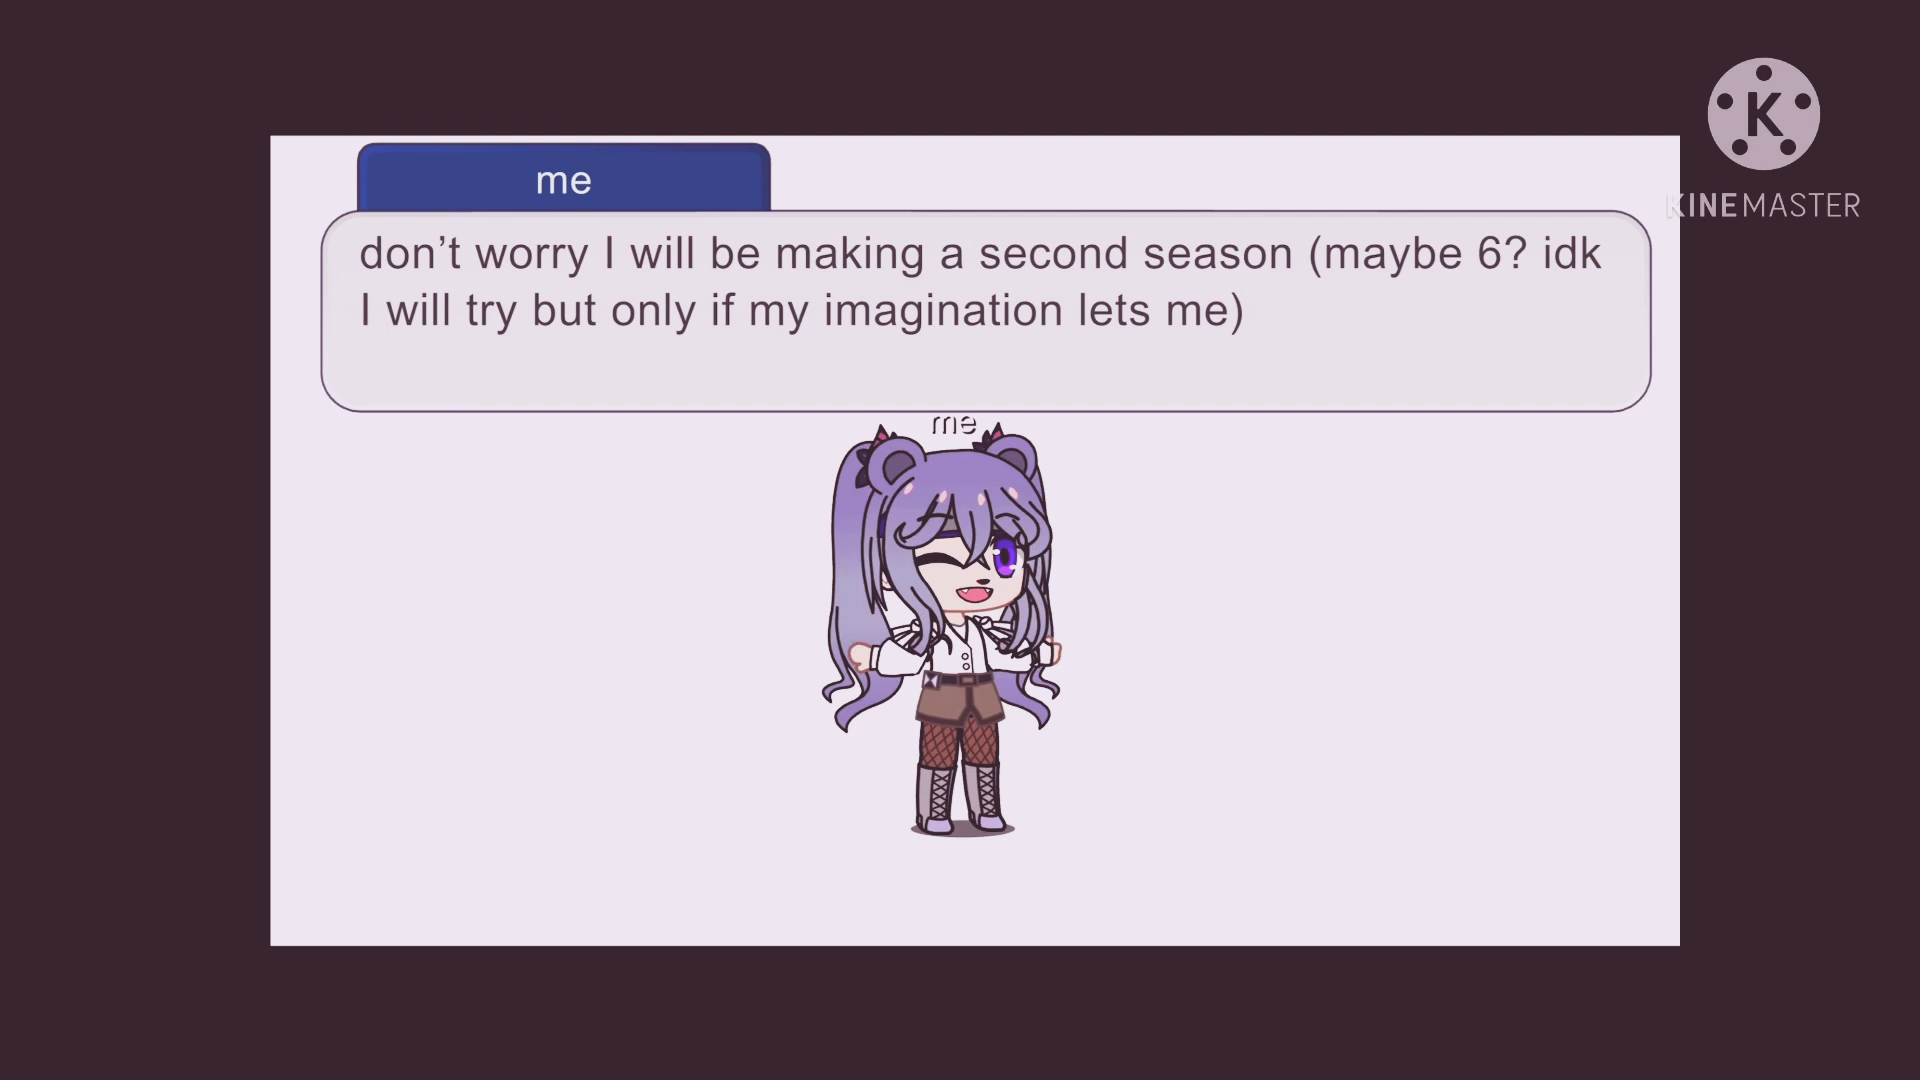 me
don’t worry I will be making a second season (maybe 6? idk
I will try but only if my imagination lets me)
me
K
KINEMASTER